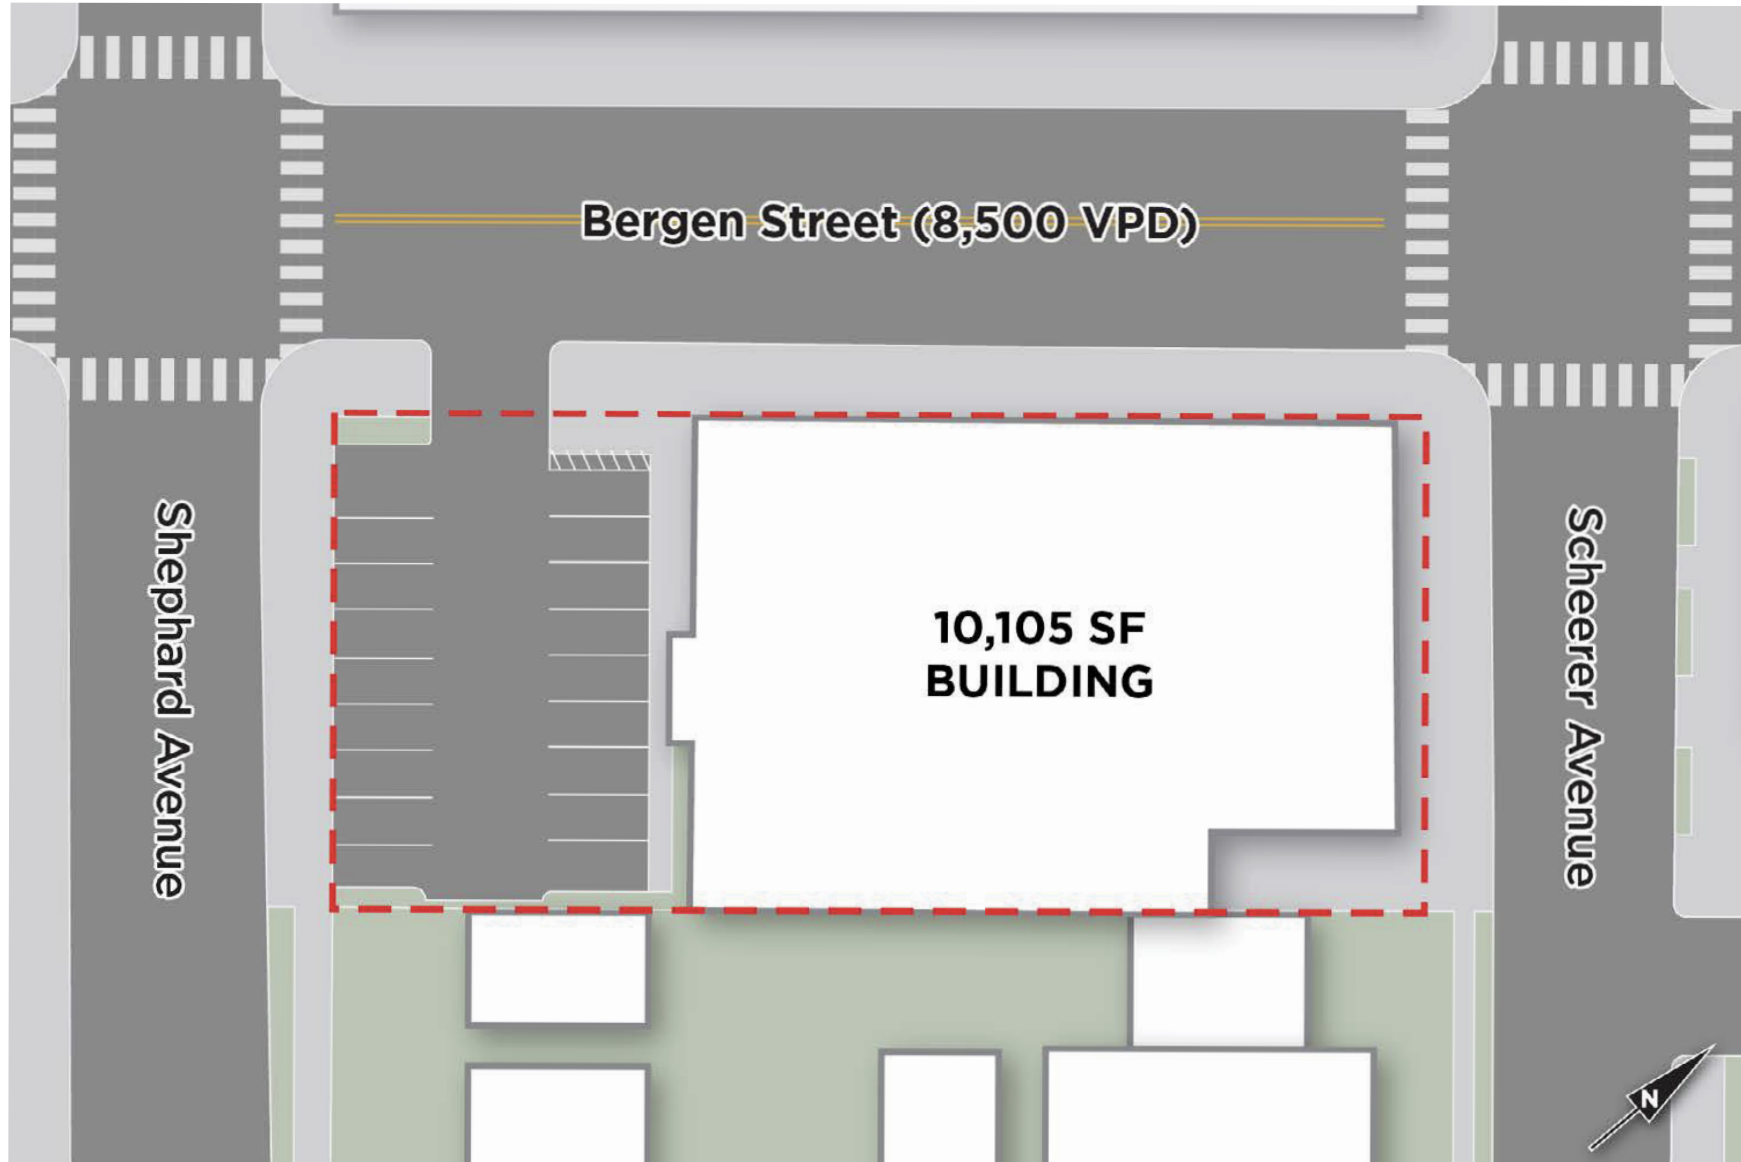 Bergen Street (8,500 VPD)
Shephard Avenue
10,105 SF
BUILDING
Scheerer Avenue
N